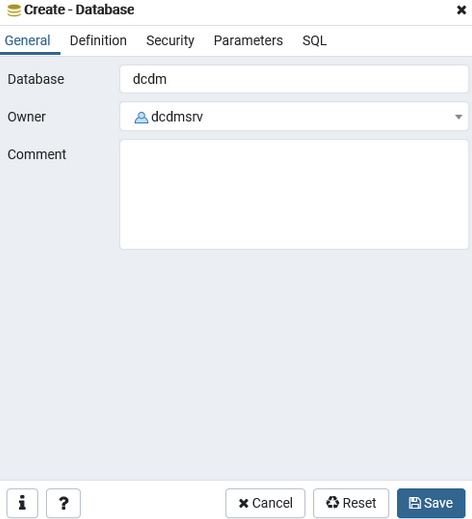 Create - Database
General Definition Security Parameters SQL
Database dcdm
Owner dcdmsrv
Comment
i ? Cancel Reset Save